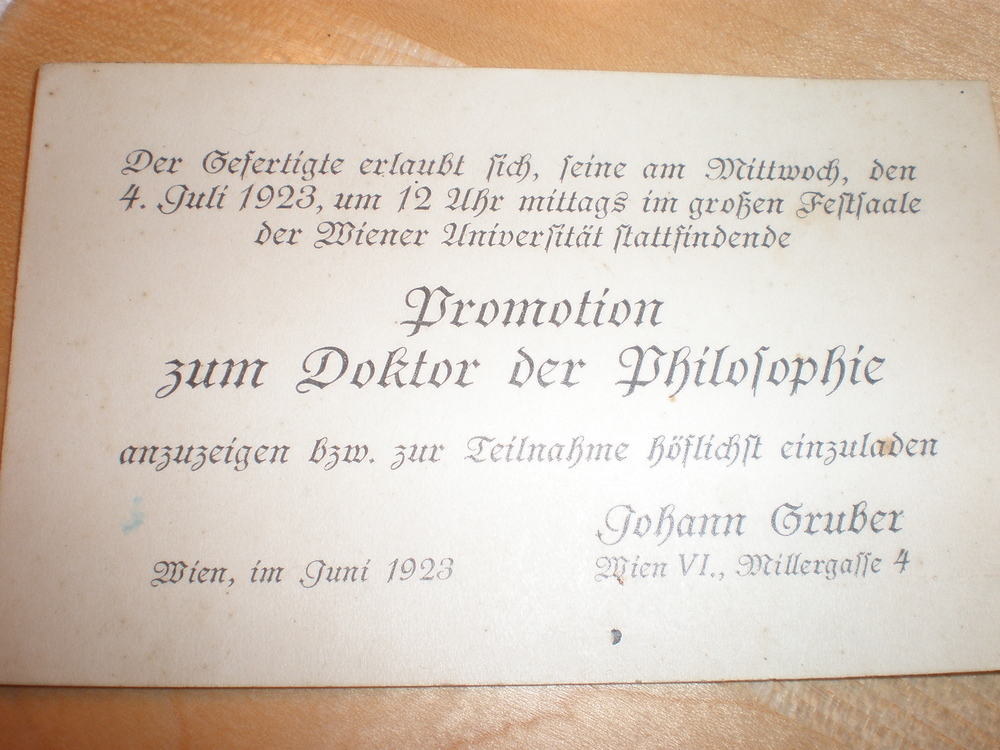 Der Gefertigte erlaubt sich, seine am Mittwoch, den
4. Juli 1923, um 12 Uhr mittags im großen Festsaale
der Wiener Universität stattfindende
Promotion
zum Doktor der Philosophie
anzuzeigen bzw. zur Teilnahme höflichst einzuladen
Johann Gruber
Wien, im Juni 1923
Wien VI., Millergasse 4